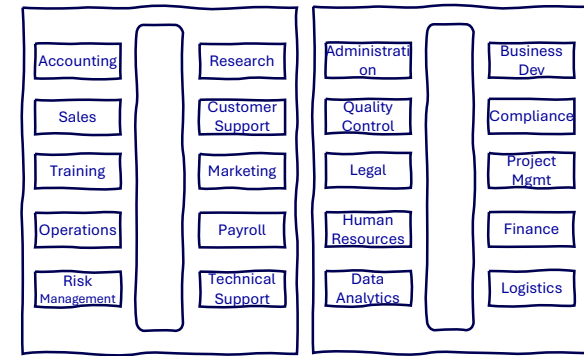 Accounting
Sales
Training
Operations
Risk
Management
Research
Customer
Support
Marketing
Payroll
Technical
Support
Administrati
on
Quality
Control
Legal
Human
Resources
Data
Analytics
Business
Dev
Compliance
Project
Mgmt
Finance
Logistics